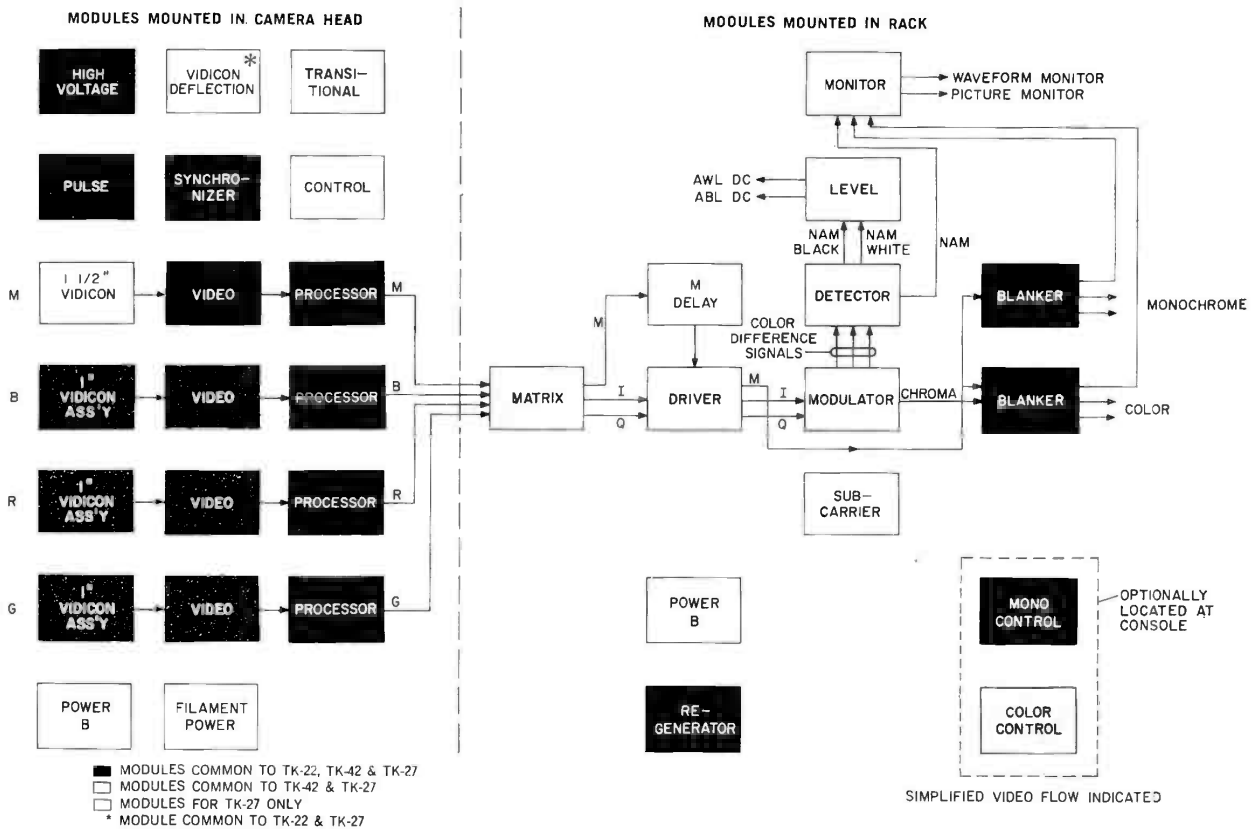 MODULES MOUNTED IN CAMERA HEAD
MODULES MOUNTED IN RACK
HIGH
VOLTAGE
VIDICON *
DEFLECTION
TRANSI-
TIONAL
PULSE
SYNCHRO-
NIZER
CONTROL
M
1 1/2" 
VIDICON
VIDEO
PROCESSOR
M
B
1"
VIDICON
ASS'Y
VIDEO
PROCESSOR
B
R
1"
VIDICON
ASS'Y
VIDEO
PROCESSOR
R
G
1"
VIDICON
ASS'Y
VIDEO
PROCESSOR
G
POWER
B
FILAMENT
POWER
MONITOR
WAVEFORM MONITOR
PICTURE MONITOR
AWL DC
ABL DC
LEVEL
NAM
BLACK
NAM
WHITE
NAM
M
DELAY
M
DETECTOR
COLOR
DIFFERENCE
SIGNALS
BLANKER
MONOCHROME
MATRIX
I
Q
DRIVER
M
I
Q
MODULATOR
CHROMA
BLANKER
COLOR
SUB-
CARRIER
POWER
B
RE-
GENERATOR
MONO
CONTROL
COLOR
CONTROL
OPTIONALLY
LOCATED AT
CONSOLE
MODULES COMMON TO TK-22, TK-42 & TK-27
MODULES COMMON TO TK-42 & TK-27
MODULES FOR TK-27 ONLY
* MODULE COMMON TO TK-22 & TK-27
SIMPLIFIED VIDEO FLOW INDICATED